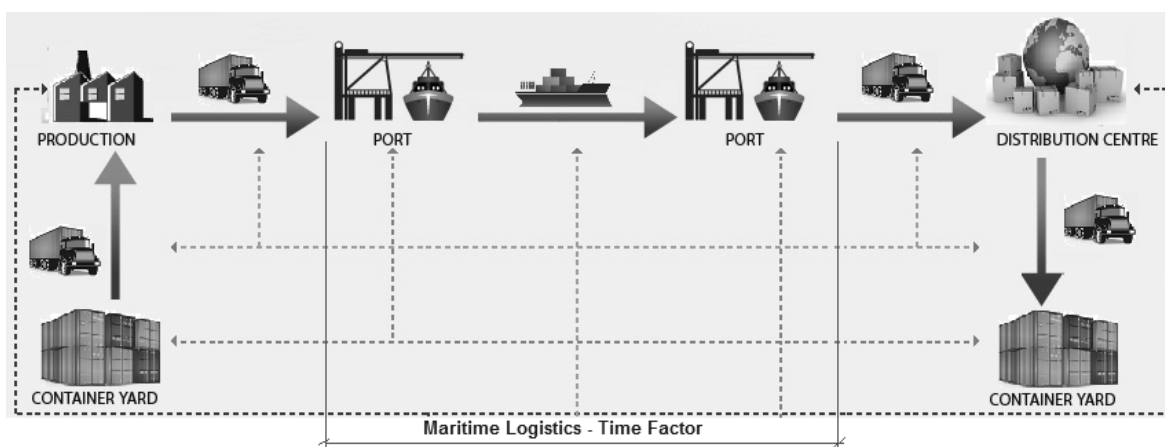 PRODUCTION
PORT
PORT
DISTRIBUTION CENTRE
CONTAINER YARD
CONTAINER YARD
Maritime Logistics - Time Factor